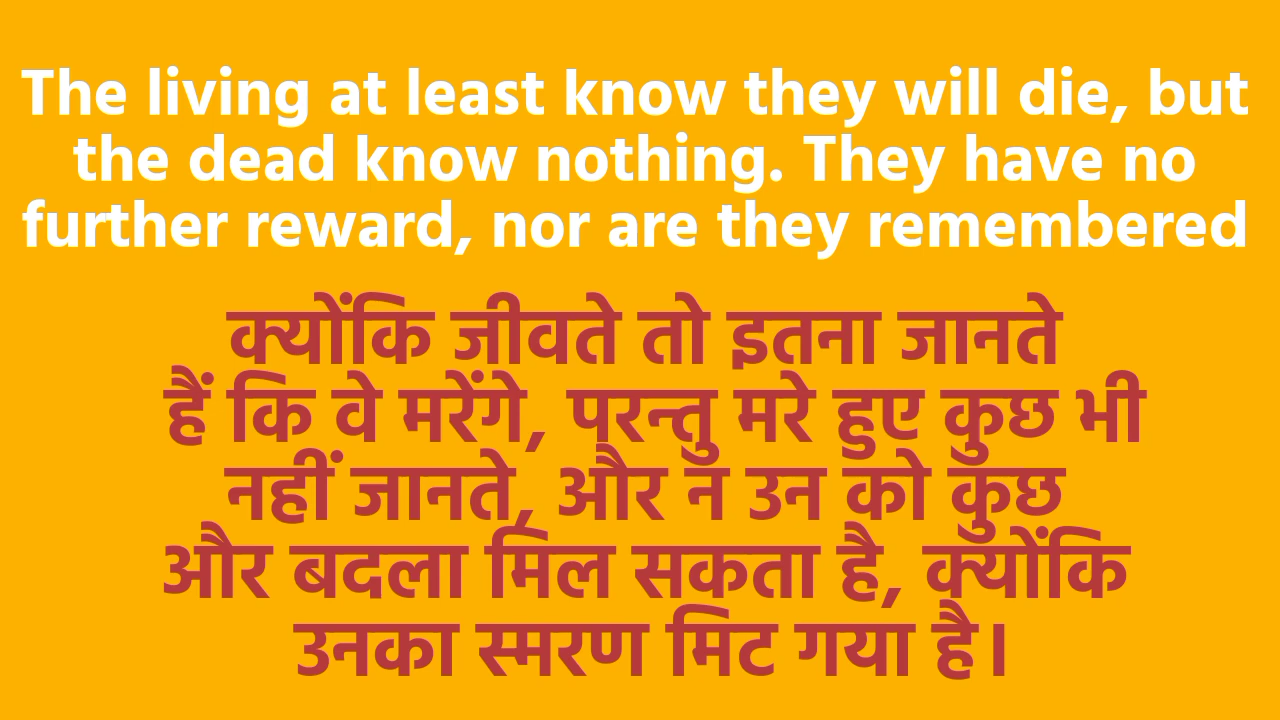 The living at least know they will die, but
the dead know nothing. They have no
further reward, nor are they remembered
क्योंकि जीवते तो इतना जानते
हैं कि वे मरेंगे, परन्तु मरे हुए कुछ भी
नहीं जानते, और न उन को कुछ
और बदला मिल सकता है, क्योंकि
उनका स्मरण मिट गया है।